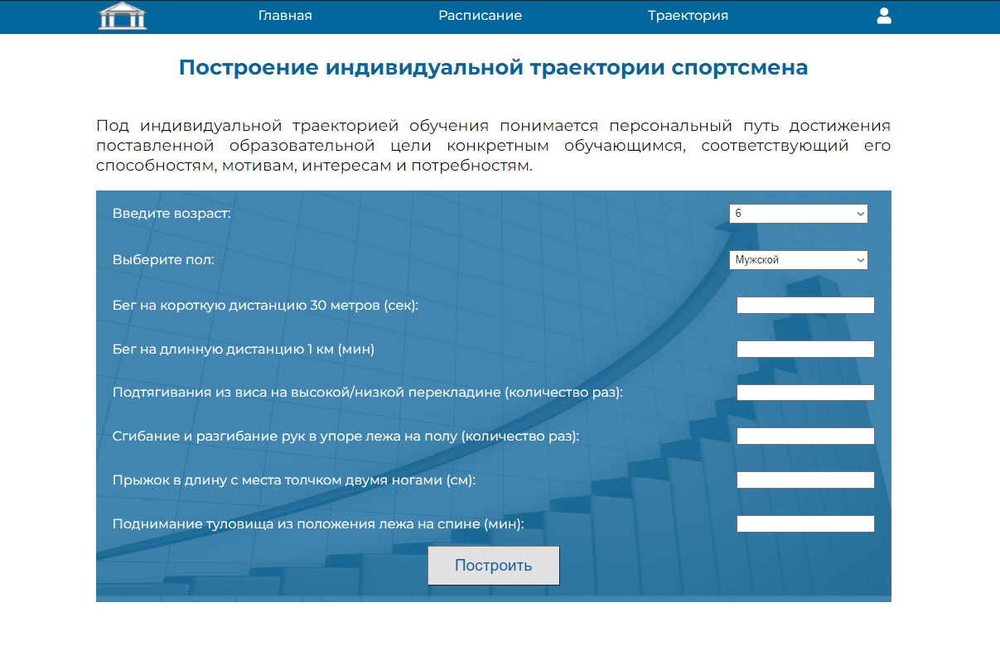 Главная Расписание Траектория
Построение индивидуальной траектории спортсмена
Под индивидуальной траекторией обучения понимается персональный путь достижения
поставленной образовательной цели конкретным обучающимся, соответствующий его
способностям, мотивам, интересам и потребностям.
Введите возраст: 6
Выберите пол: Мужской
Бег на короткую дистанцию 30 метров (сек):
Бег на длинную дистанцию 1 км (мин)
Подтягивания из виса на высокой/низкой перекладине (количество раз):
Сгибание и разгибание рук в упоре лежа на полу (количество раз):
Прыжок в длину с места толчком двумя ногами (см):
Поднимание туловища из положения лежа на спине (мин):
Построить